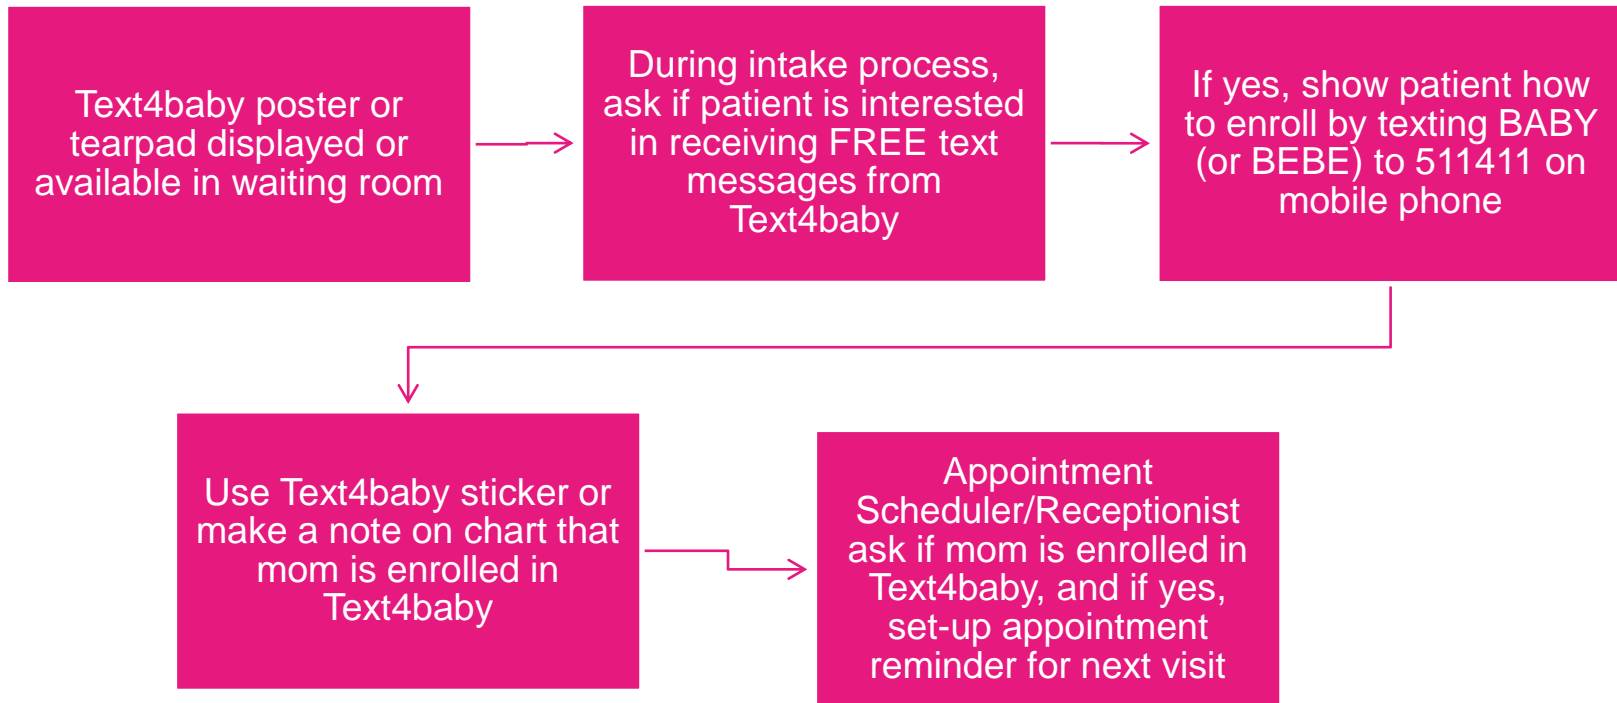 Text4baby poster or
tearpad displayed or
available in waiting room
During intake process,
ask if patient is interested
in receiving FREE text
messages from
Text4baby
If yes, show patient how
to enroll by texting BABY
(or BEBE) to 511411 on
mobile phone
Use Text4baby sticker or
make a note on chart that
mom is enrolled in
Text4baby
Appointment
Scheduler/Receptionist
ask if mom is enrolled in
Text4baby, and if yes,
set-up appointment
reminder for next visit